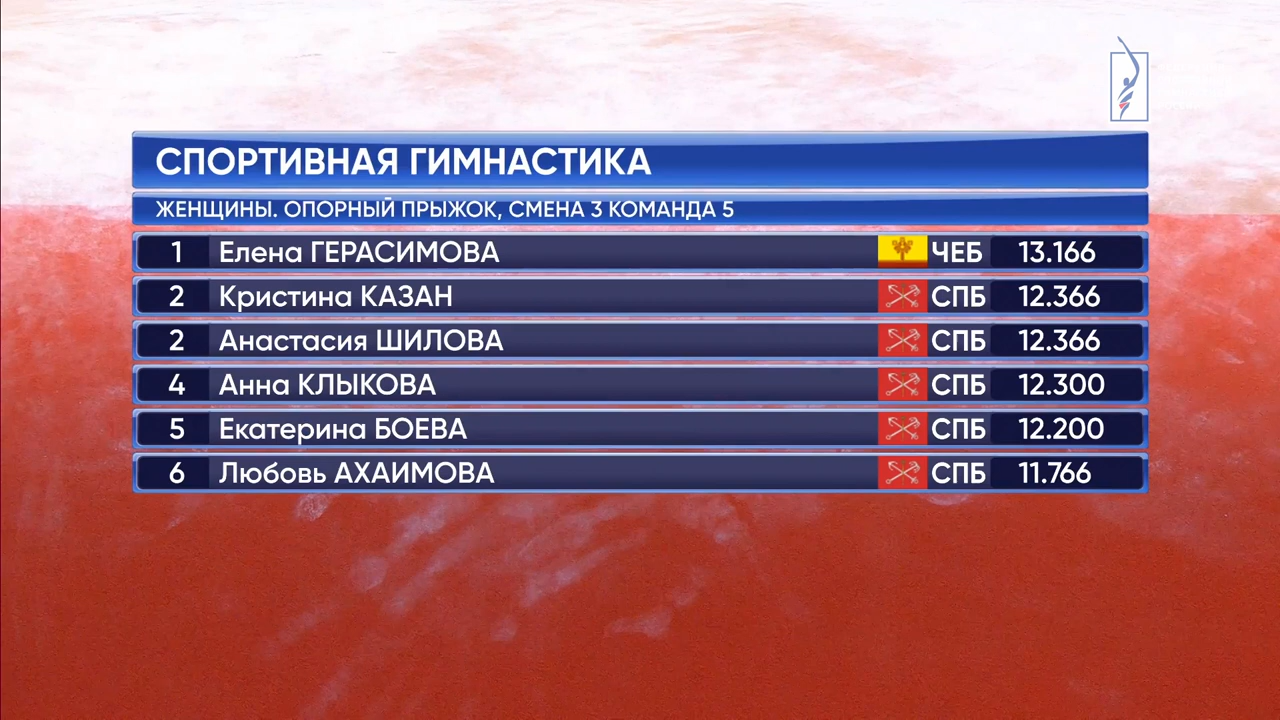 СПОРТИВНАЯ ГИМНАСТИКА
ЖЕНЩИНЫ. ОПОРНЫЙ ПРЫЖОК, СМЕНА 3 КОМАНДА 5
1 Елена ГЕРАСИМОВА ЧЕБ 13.166
2 Кристина КАЗАН СПБ 12.366
2 Анастасия ШИЛОВА СПБ 12.366
4 Анна КЛЫКОВА СПБ 12.300
5 Екатерина БОЕВА СПБ 12.200
6 Любовь АХАИМОВА СПБ 11.766